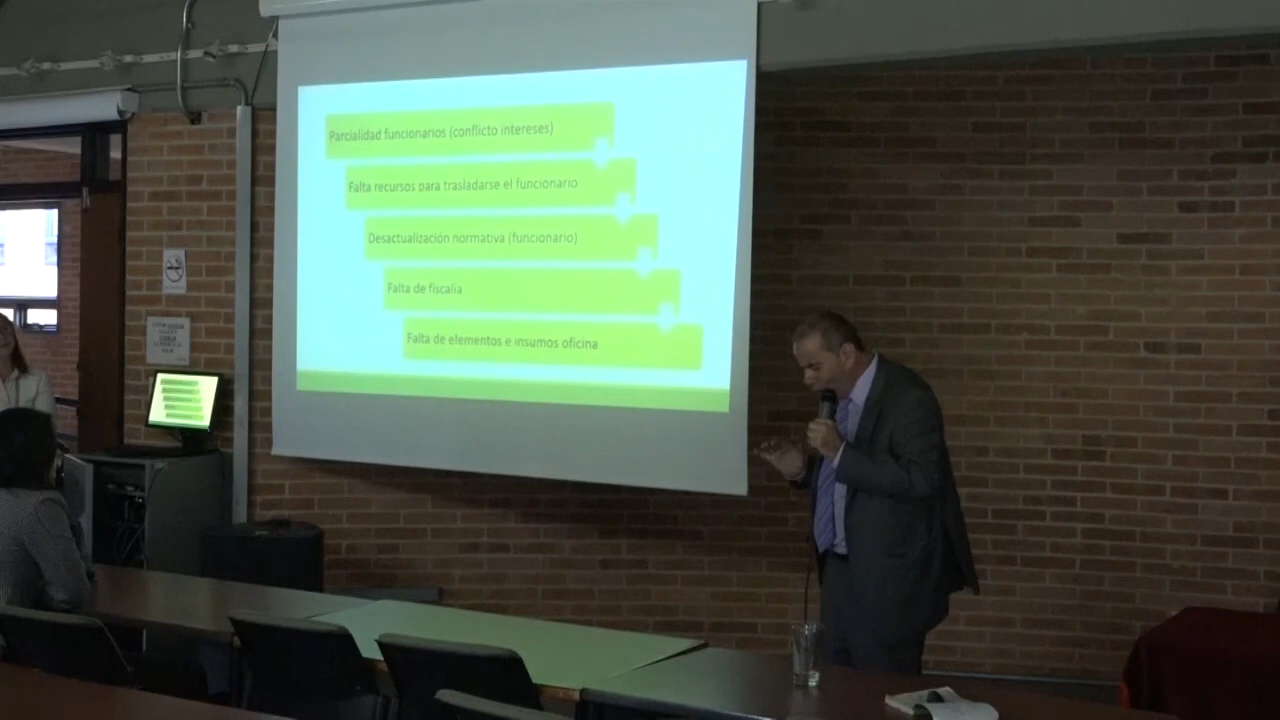 Parcialidad funcionarios (conflicto intereses)
Falta recursos para trasladarse el funcionario
Desactualización normativa (funcionario)
Falta de fiscalía
Falta de elementos e insumos oficina